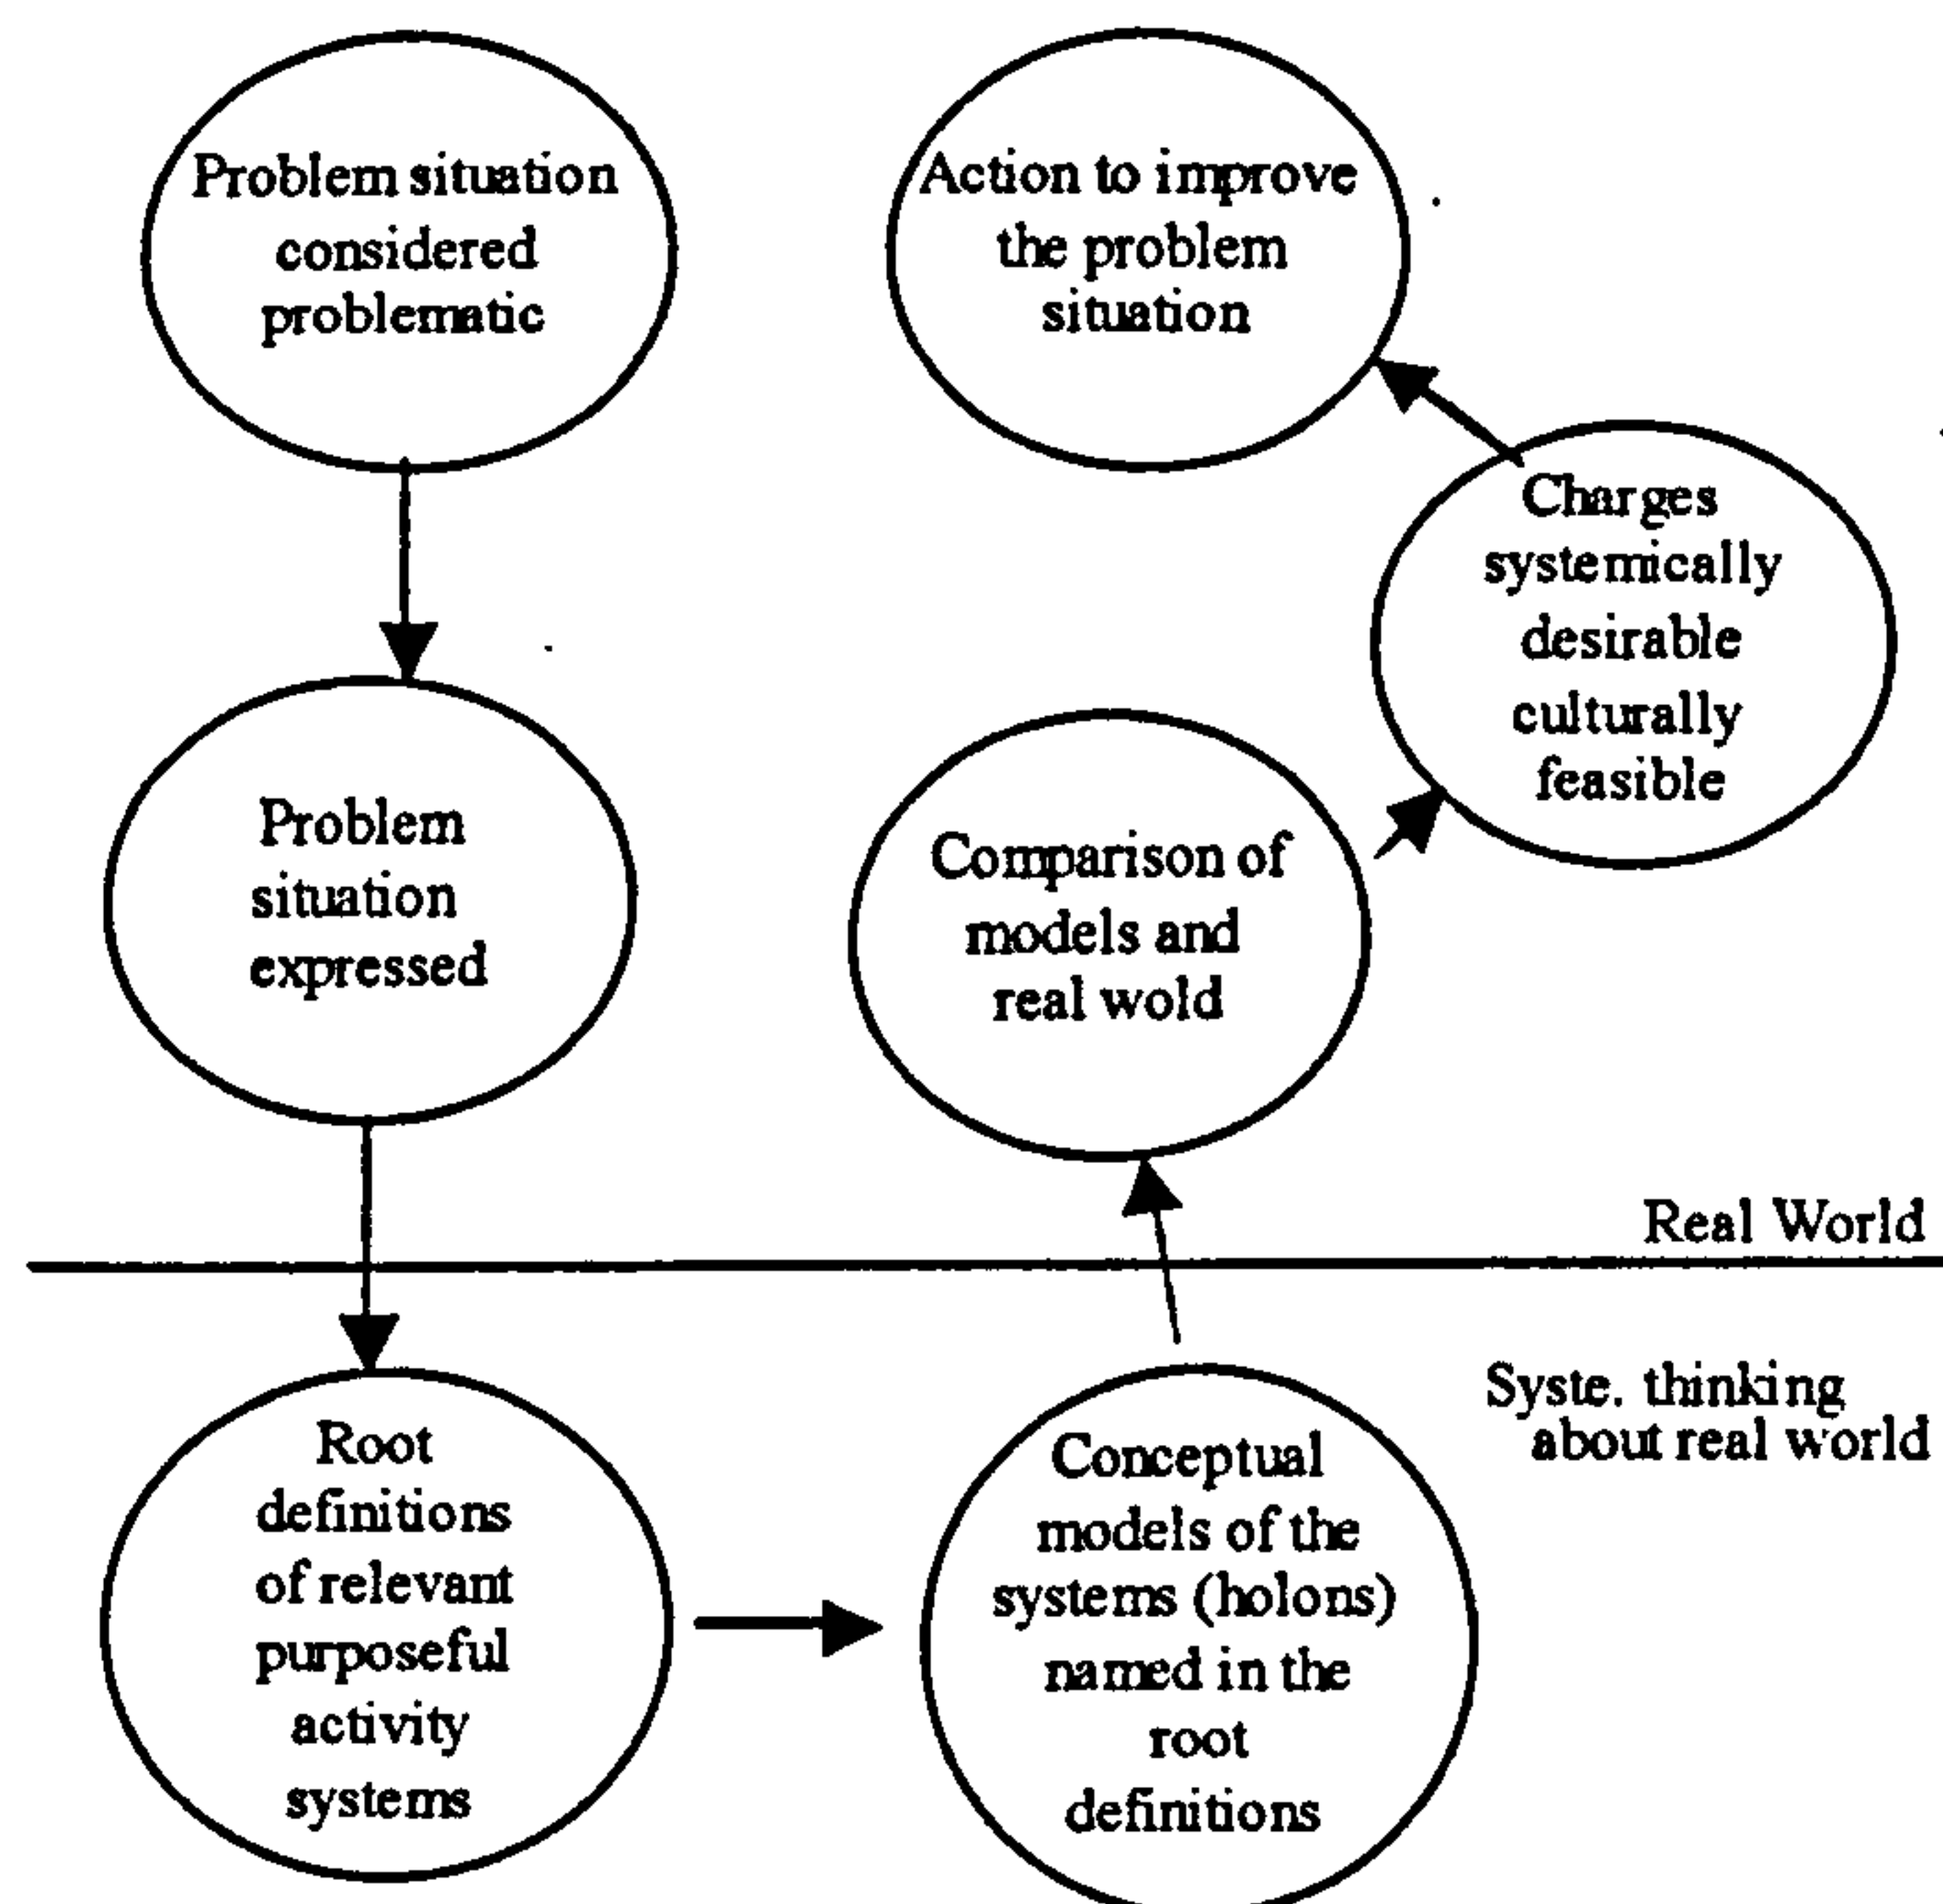 Problem situation
considered
problematic
Problem
situation
expressed
Root
definitions
of relevant
purposeful
activity
systems
Conceptual
models of the
systems (holons)
named in the
root
definitions
Comparison of
models and
real wold
Charges
systemically
desirable
culturally
feasible
Action to improve
the problem
situation
Real World
Syste. thinking
about real world